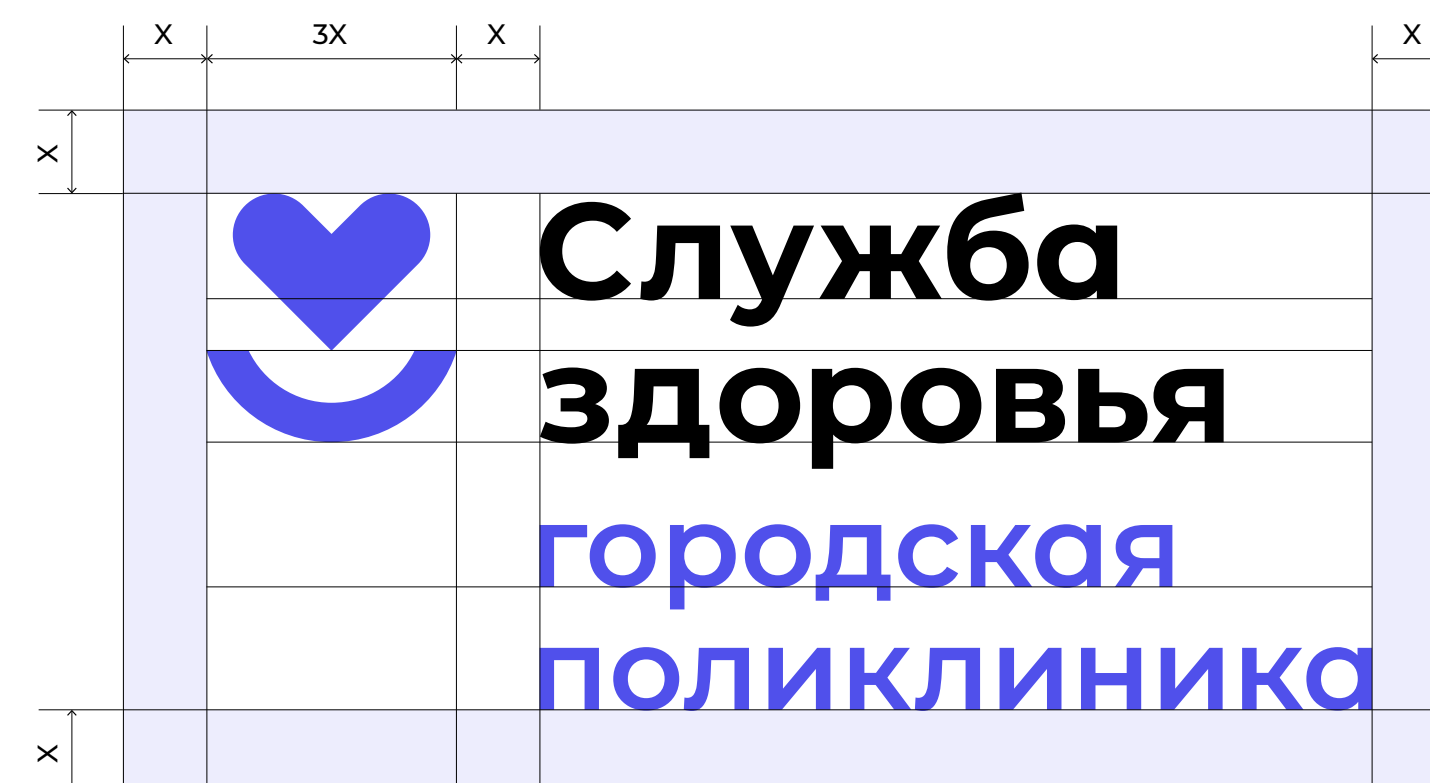 X 3X X X
X
Служба
здоровья
городская
поликлиника
X